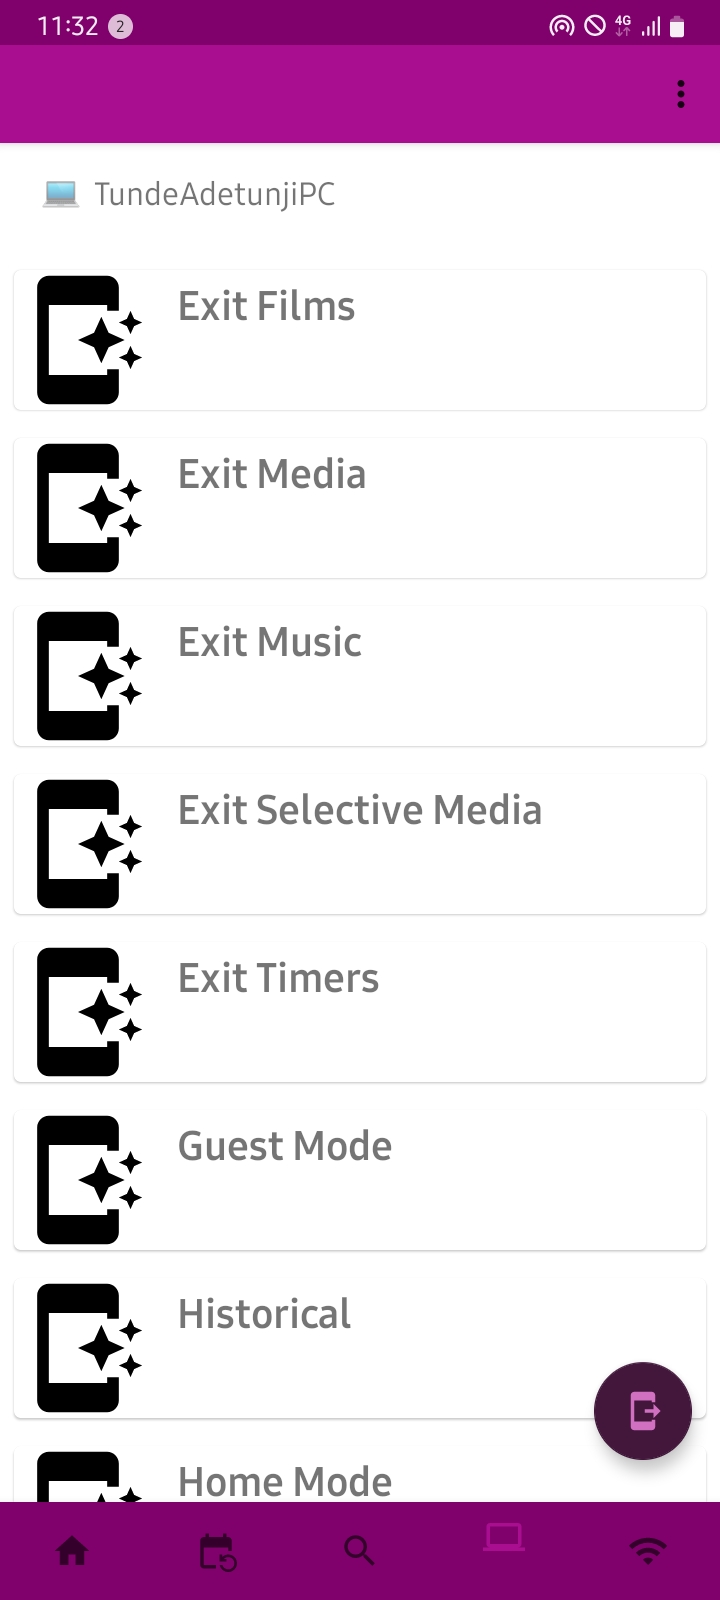 11:32 2 4G
TundeAdetunjiPC
Exit Films
Exit Media
Exit Music
Exit Selective Media
Exit Timers
Guest Mode
Historical
Home Mode